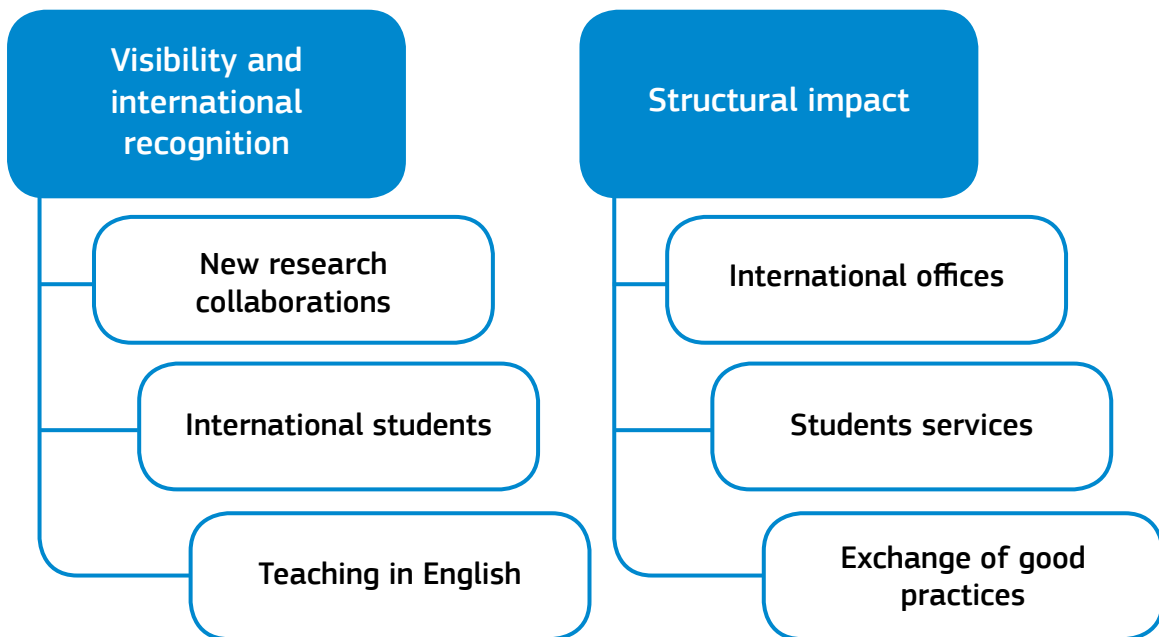 Visibility and
international
recognition
New research
collaborations
International students
Teaching in English
Structural impact
International offices
Students services
Exchange of good
practices